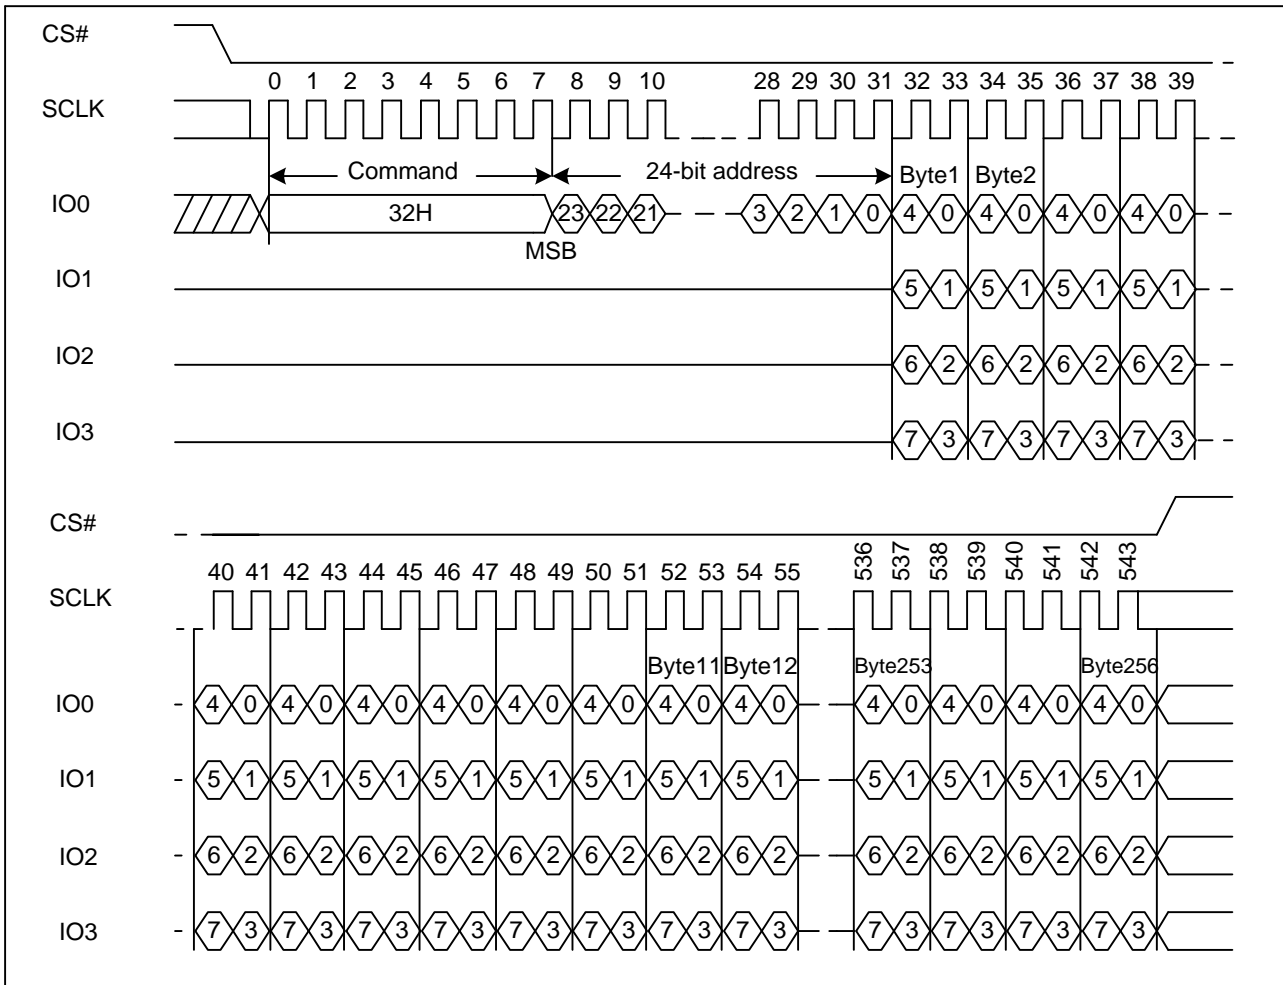 CS#
0 1 2 3 4 5 6 7 8 9 10 28 29 30 31 32 33 34 35 36 37 38 39
SCLK
Command 24-bit address Byte1 Byte2
IO0 32H 23 22 21 3 2 1 0 4 0 4 0 4 0 4 0
MSB
IO1 5 1 5 1 5 1 5 1
IO2 6 2 6 2 6 2 6 2
IO3 7 3 7 3 7 3 7 3
CS#
40 41 42 43 44 45 46 47 48 49 50 51 52 53 54 55 536 537 538 539 540 541 542 543
SCLK
Byte11 Byte12 Byte253 Byte256
IO0 4 0 4 0 4 0 4 0 4 0 4 0 4 0 4 0 4 0 4 0 4 0 4 0
IO1 5 1 5 1 5 1 5 1 5 1 5 1 5 1 5 1 5 1 5 1 5 1 5 1
IO2 6 2 6 2 6 2 6 2 6 2 6 2 6 2 6 2 6 2 6 2 6 2 6 2
IO3 7 3 7 3 7 3 7 3 7 3 7 3 7 3 7 3 7 3 7 3 7 3 7 3